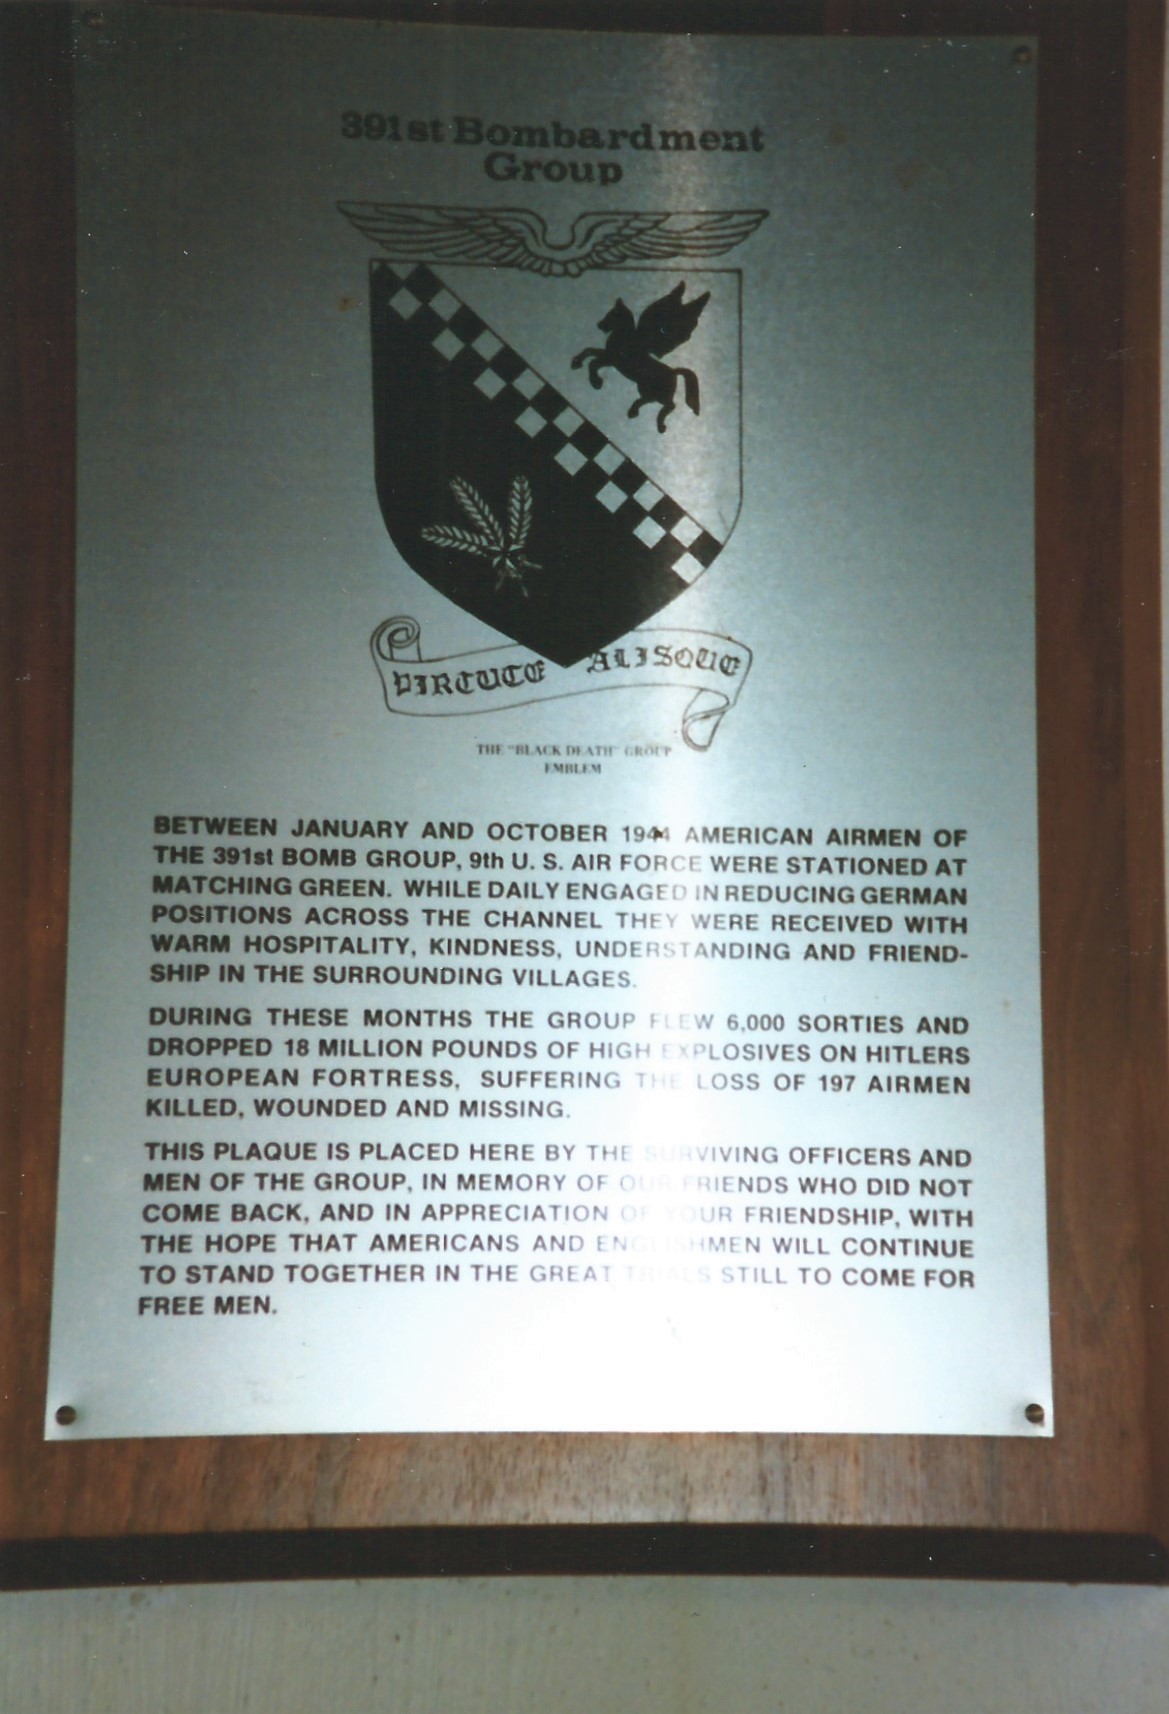 391st Bombardment
Group
VIRTUTE ALISQUE
THE "BLACK DEATH" GROUP
EMBLEM
BETWEEN JANUARY AND OCTOBER 1944 AMERICAN AIRMEN OF
THE 391st BOMB GROUP, 9th U. S. AIR FORCE WERE STATIONED AT
MATCHING GREEN. WHILE DAILY ENGAGED IN REDUCING GERMAN
POSITIONS ACROSS THE CHANNEL THEY WERE RECEIVED WITH
WARM HOSPITALITY, KINDNESS, UNDERSTANDING AND FRIEND-
SHIP IN THE SURROUNDING VILLAGES.
DURING THESE MONTHS THE GROUP FLEW 6,000 SORTIES AND
DROPPED 18 MILLION POUNDS OF HIGH EXPLOSIVES ON HITLERS
EUROPEAN FORTRESS, SUFFERING THE LOSS OF 197 AIRMEN
KILLED, WOUNDED AND MISSING.
THIS PLAQUE IS PLACED HERE BY THE SURVIVING OFFICERS AND
MEN OF THE GROUP, IN MEMORY OF OUR FRIENDS WHO DID NOT
COME BACK, AND IN APPRECIATION OF YOUR FRIENDSHIP, WITH
THE HOPE THAT AMERICANS AND ENGLISHMEN WILL CONTINUE
TO STAND TOGETHER IN THE GREAT TRIALS STILL TO COME FOR
FREE MEN.